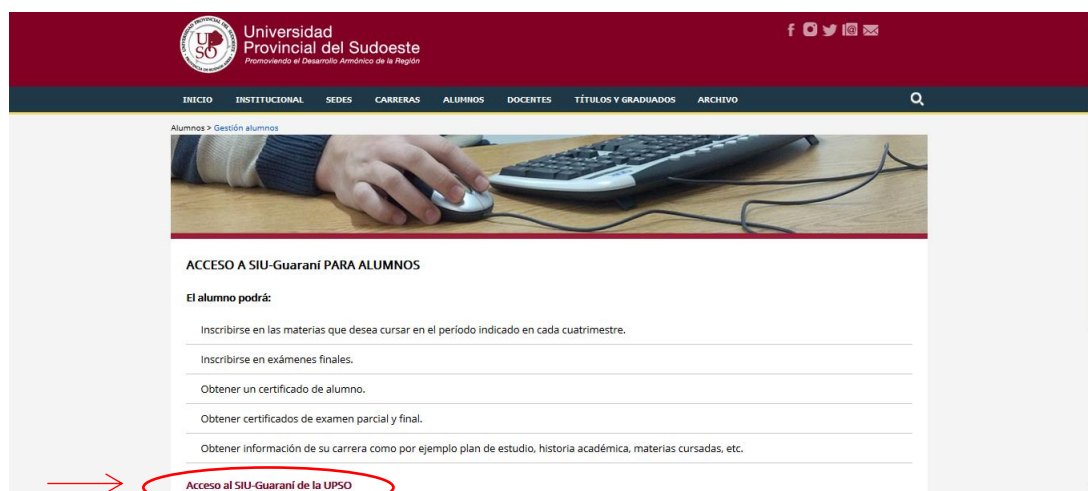 Universidad
Provincial del Sudoeste
Promoviendo el Desarrollo Armónico de la Región
INICIO INSTITUCIONAL SEDES CARRERAS ALUMNOS DOCENTES TÍTULOS Y GRADUADOS ARCHIVO
Alumnos > Gestión alumnos
ACCESO A SIU-Guaraní PARA ALUMNOS
El alumno podrá:
Inscribirse en las materias que desea cursar en el período indicado en cada cuatrimestre.
Inscribirse en exámenes finales.
Obtener un certificado de alumno.
Obtener certificados de examen parcial y final.
Obtener información de su carrera como por ejemplo plan de estudio, historia académica, materias cursadas, etc.
Acceso al SIU-Guaraní de la UPSO